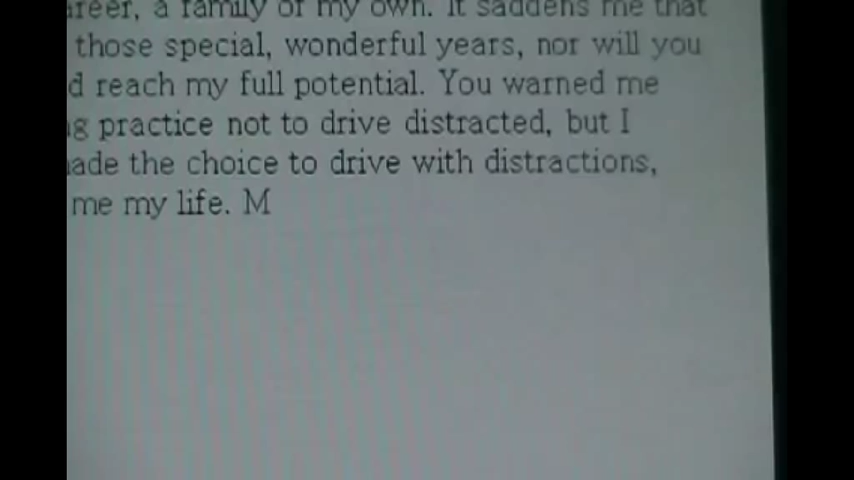 career, a family of my own. It saddens me that
those special, wonderful years, nor will you
d reach my full potential. You warned me
g practice not to drive distracted, but I
ade the choice to drive with distractions,
me my life. M